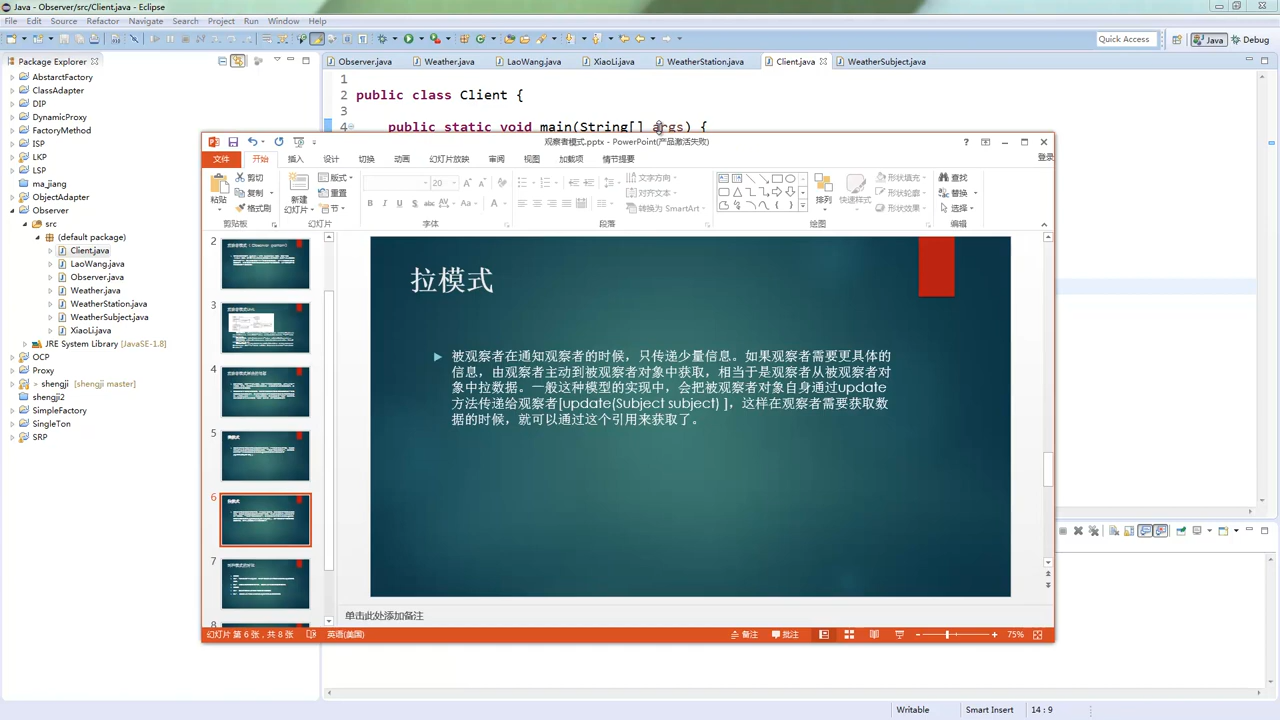 Java - Observer/src/Client.java - Eclipse
File Edit Source Refactor Navigate Search Project Run Window Help
Quick Access
Java
Debug
Package Explorer
Observer.java
Weather.java
LaoWang.java
XiaoLi.java
WeatherStation.java
Client.java
WeatherSubject.java
AbsarctFactory
ClassAdapter
DIP
DynamicProxy
FactoryMethod
ISP
LKP
LSP
ma_jiang
ObjectAdapter
Observer
src
(default package)
Client.java
LaoWang.java
Observer.java
Weather.java
WeatherStation.java
WeatherSubject.java
XiaoLi.java
JRE System Library [JavaSE-1.8]
OCP
Proxy
> shengji [shengji master]
shengji2
SimpleFactory
SingleTon
SRP
1
2 public class Client {
3
4 public static void main(String[] args) {
观察者模式.pptx - PowerPoint(产品激活失败)
文件 开始 插入 设计 切换 动画 幻灯片放映 审阅 视图 加载项 情节提要
登录
粘贴
剪切
复制
格式刷
剪贴板
新建
幻灯片
版式
重置
节
幻灯片
20
字体
文字方向
对齐文本
转换为 SmartArt
段落
排列
快速样式
形状填充
形状轮廓
形状效果
绘图
查找
替换
选择
编辑
2
3
4
5
6
7
8
拉模式
被观察者在通知观察者的时候，只传递少量信息。如果观察者需要更具体的
信息，由观察者主动到被观察者对象中获取，相当于是观察者从被观察者对
象中拉数据。一般这种模型的实现中，会把被观察者对象自身通过update
方法传递给观察者[update(Subject subject) ]，这样在观察者需要获取数
据的时候，就可以通过这个引用来获取了。
单击此处添加备注
幻灯片 第 6 张，共 8 张
英语(美国)
备注
批注
75%
Writable
Smart Insert
14 : 9